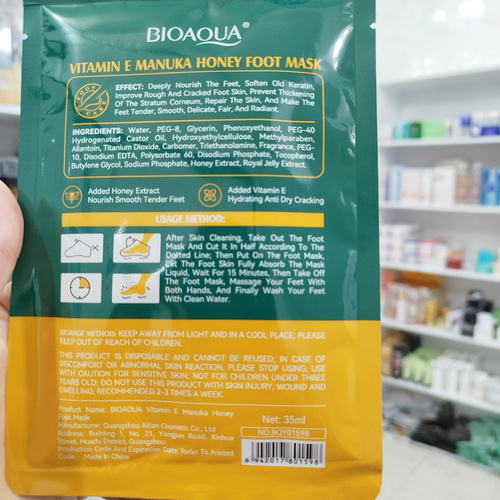 BIOAQUA®
VITAMIN E MANUKA HONEY FOOT MASK
FOOT CARE
EFFECT: Deeply Nourish The Feet, Soften Old Keratin,
Improve Rough And Cracked Foot Skin, Prevent Thickening
Of The Stratum Corneum, Repair The Skin, And Make The
Feet Tender, Smooth, Delicate, Fair, And Radiant.
INGREDIENTS: Water, PEG-8, Glycerin, Phenoxyethanol, PEG-40
Hydrogenated Castor Oil, Hydroxyethylcellulose, Methylparaben,
Allantoin, Titanium Dioxide, Carbomer, Triethanolamine, Fragrance, PEG-
10, Disodium EDTA, Polysorbate 60, Disodium Phosphate, Tocopherol,
Butylene Glycol, Sodium Phosphate, Honey Extract, Royal Jelly Extract.
Added Honey Extract
Nourish Smooth Tender Feet
Added Vitamin E
Hydrating Anti Dry Cracking
USAGE METHOD:
After Skin Cleaning, Take Out The Foot
Mask And Cut It In Half According To The
Dotted Line; Then Put On The Foot Mask,
Let The Foot Skin Fully Absorb The Mask
Liquid, Wait For 15 Minutes, Then Take Off
The Foot Mask, Massage Your Feet With
Both Hands, And Finally Wash Your Feet
With Clean Water.
STORAGE METHOD: KEEP AWAY FROM LIGHT AND IN A COOL PLACE; PLEASE
KEEP OUT OF REACH OF CHILDREN.
THIS PRODUCT IS DISPOSABLE AND CANNOT BE REUSED; IN CASE OF
DISCOMFORT OR ABNORMAL SKIN REACTION, PLEASE STOP USING; USE
WITH CAUTION FOR SENSITIVE SKIN; NOT FOR CHILDREN UNDER THREE
YEARS OLD; DO NOT USE THIS PRODUCT WITH SKIN INJURY, WOUND AND
SWELLING; RECOMMENDED 2-3 TIMES A WEEK.
Product Name: BIOAQUA Vitamin E Manuka Honey
Foot Mask
Manufacturer: Guangzhou Ailian Cosmetic Co., Ltd
Address: Building 1, No. 21, Yongjun Road, Xinhua
Street, Huadu District, Guangzhou
Production Code And Expiration Date: Refer To Printed
Code. Made In China
Net: 35ml
NO.BQY01598
6 942017 801598